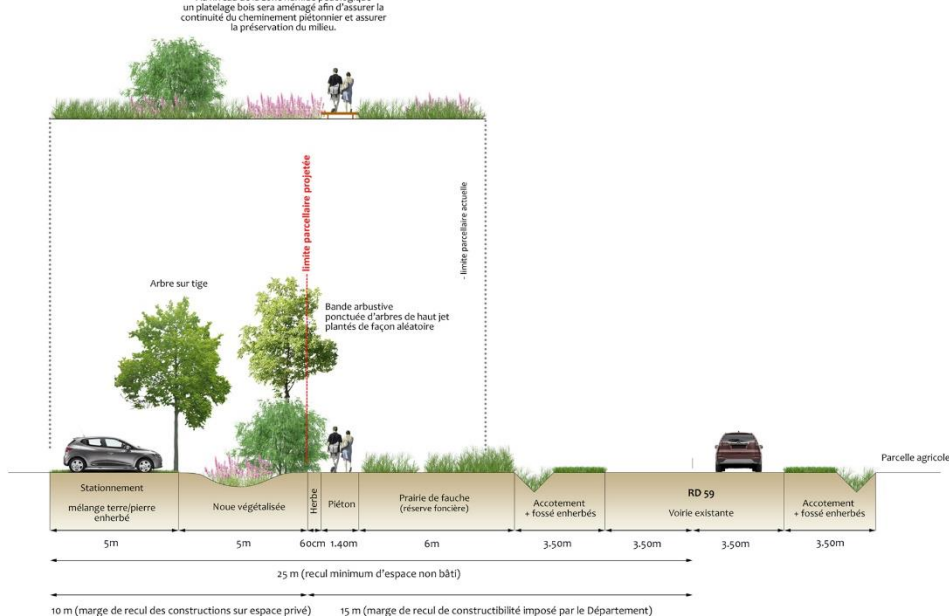 un platelage bois sera aménagé afin d'assurer la
continuité du cheminement piétonnier et assurer
la préservation du milieu.
limite parcellaire projetée
- limite parcellaire actuelle
Arbre sur tige
Bande arbustive
ponctuée d'arbres de haut jet
plantés de façon aléatoire
Parcelle agricole
Stationnement
mélange terre/pierre
enherbé
Noue végétalisée
Herbe
Piéton
Prairie de fauche
(réserve foncière)
Accotement
+ fossé enherbés
RD 59
Voirie existante
Accotement
+ fossé enherbés
5m
5m
60cm
1.40m
6m
3.50m
3.50m
3.50m
3.50m
25 m (recul minimum d'espace non bâti)
10 m (marge de recul des constructions sur espace privé)
15 m (marge de recul de constructibilité imposé par le Département)